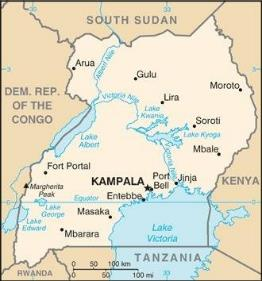 SOUTH SUDAN
Arua
Albert Nile
Gulu
Moroto
DEM. REP.
OF THE
CONGO
Victoria Nile
Lira
Lake
Kwania
Soroti
Lake
Albert
Lake Kyoga
Mbale
Victoria Nile
Fort Portal
KAMPALA
Port
Bell
Jinja
KENYA
Margherita
Peak
Entebbe
Lake
George
Equator
Lake
Edward
Masaka
Mbarara
Lake
Victoria
0 50 100 km
0 50 100 mi
TANZANIA
RWANDA